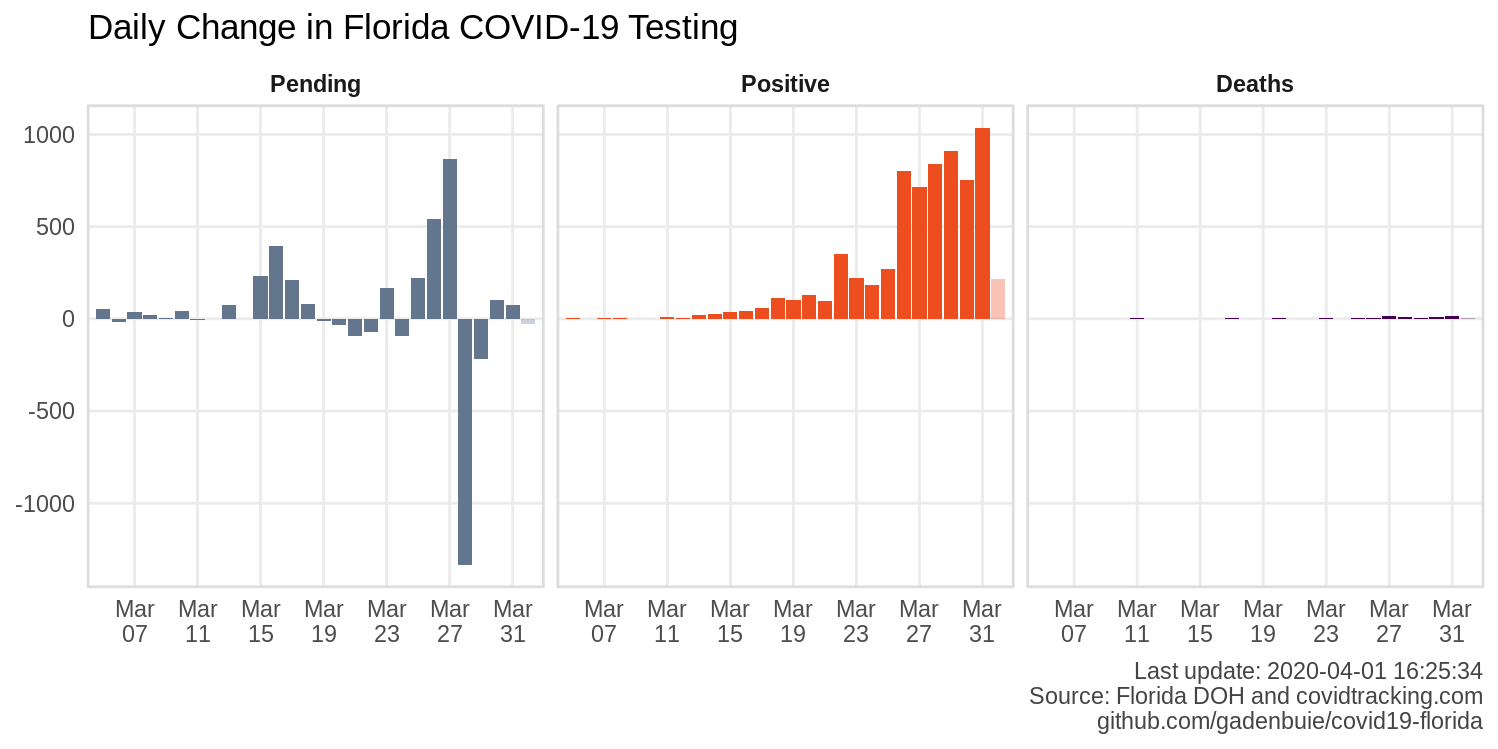 Daily Change in Florida COVID-19 Testing
Pending Positive Deaths
1000
500
0
-500
-1000
Mar Mar Mar Mar Mar Mar Mar Mar Mar Mar Mar Mar Mar Mar Mar Mar Mar Mar Mar Mar Mar
07 11 15 19 23 27 31 07 11 15 19 23 27 31 07 11 15 19 23 27 31
Last update: 2020-04-01 16:25:34
Source: Florida DOH and covidtracking.com
github.com/gadenbuie/covid19-florida